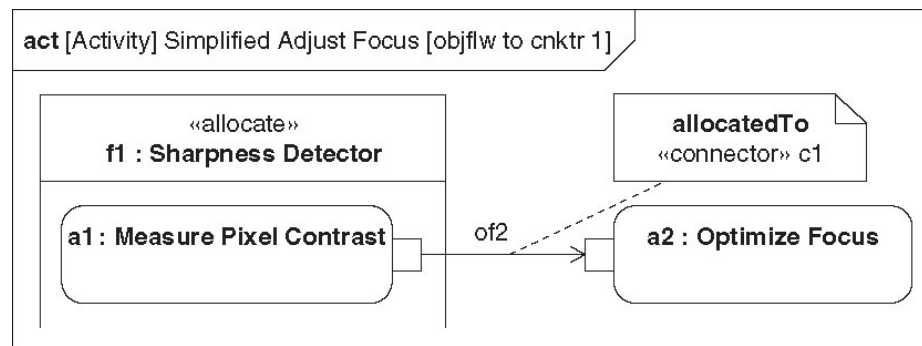 act [Activity] Simplified Adjust Focus [objflw to cnktr 1]
«allocate»
f1 : Sharpness Detector
allocatedTo
«connector» c1
a1 : Measure Pixel Contrast
of2
a2 : Optimize Focus